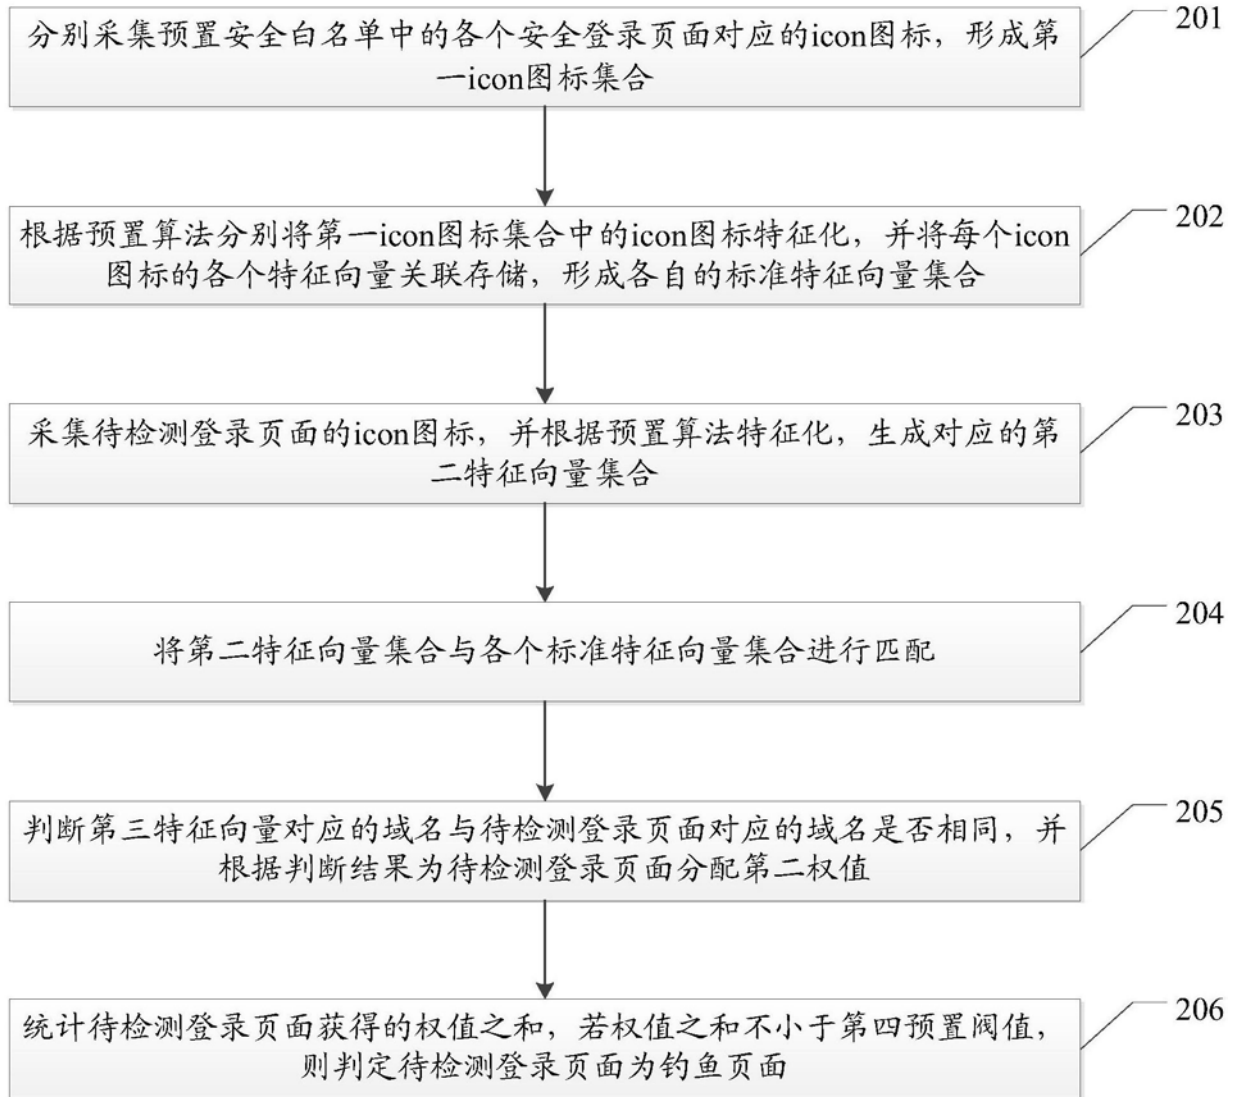 分别采集预置安全白名单中的各个安全登录页面对应的icon图标，形成第
一icon图标集合
201
根据预置算法分别将第一icon图标集合中的icon图标特征化，并将每个icon
图标的各个特征向量关联存储，形成各自的标准特征向量集合
202
采集待检测登录页面的icon图标，并根据预置算法特征化，生成对应的第
二特征向量集合
203
将第二特征向量集合与各个标准特征向量集合进行匹配
204
判断第三特征向量对应的域名与待检测登录页面对应的域名是否相同，并
根据判断结果为待检测登录页面分配第二权值
205
统计待检测登录页面获得的权值之和，若权值之和不小于第四预置阀值，
则判定待检测登录页面为钓鱼页面
206